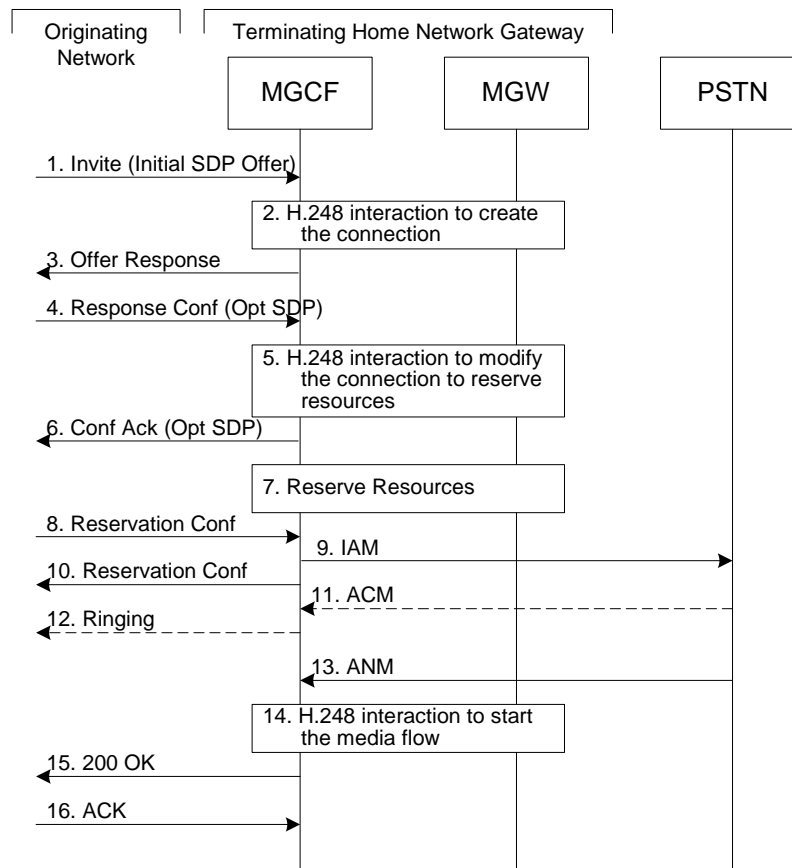 Originating
Network
Terminating Home Network Gateway
MGCF
MGW
PSTN
1. Invite (Initial SDP Offer)
2. H.248 interaction to create
the connection
3. Offer Response
4. Response Conf (Opt SDP)
5. H.248 interaction to modify
the connection to reserve
resources
6. Conf Ack (Opt SDP)
7. Reserve Resources
8. Reservation Conf
9. IAM
10. Reservation Conf
11. ACM
12. Ringing
13. ANM
14. H.248 interaction to start
the media flow
15. 200 OK
16. ACK